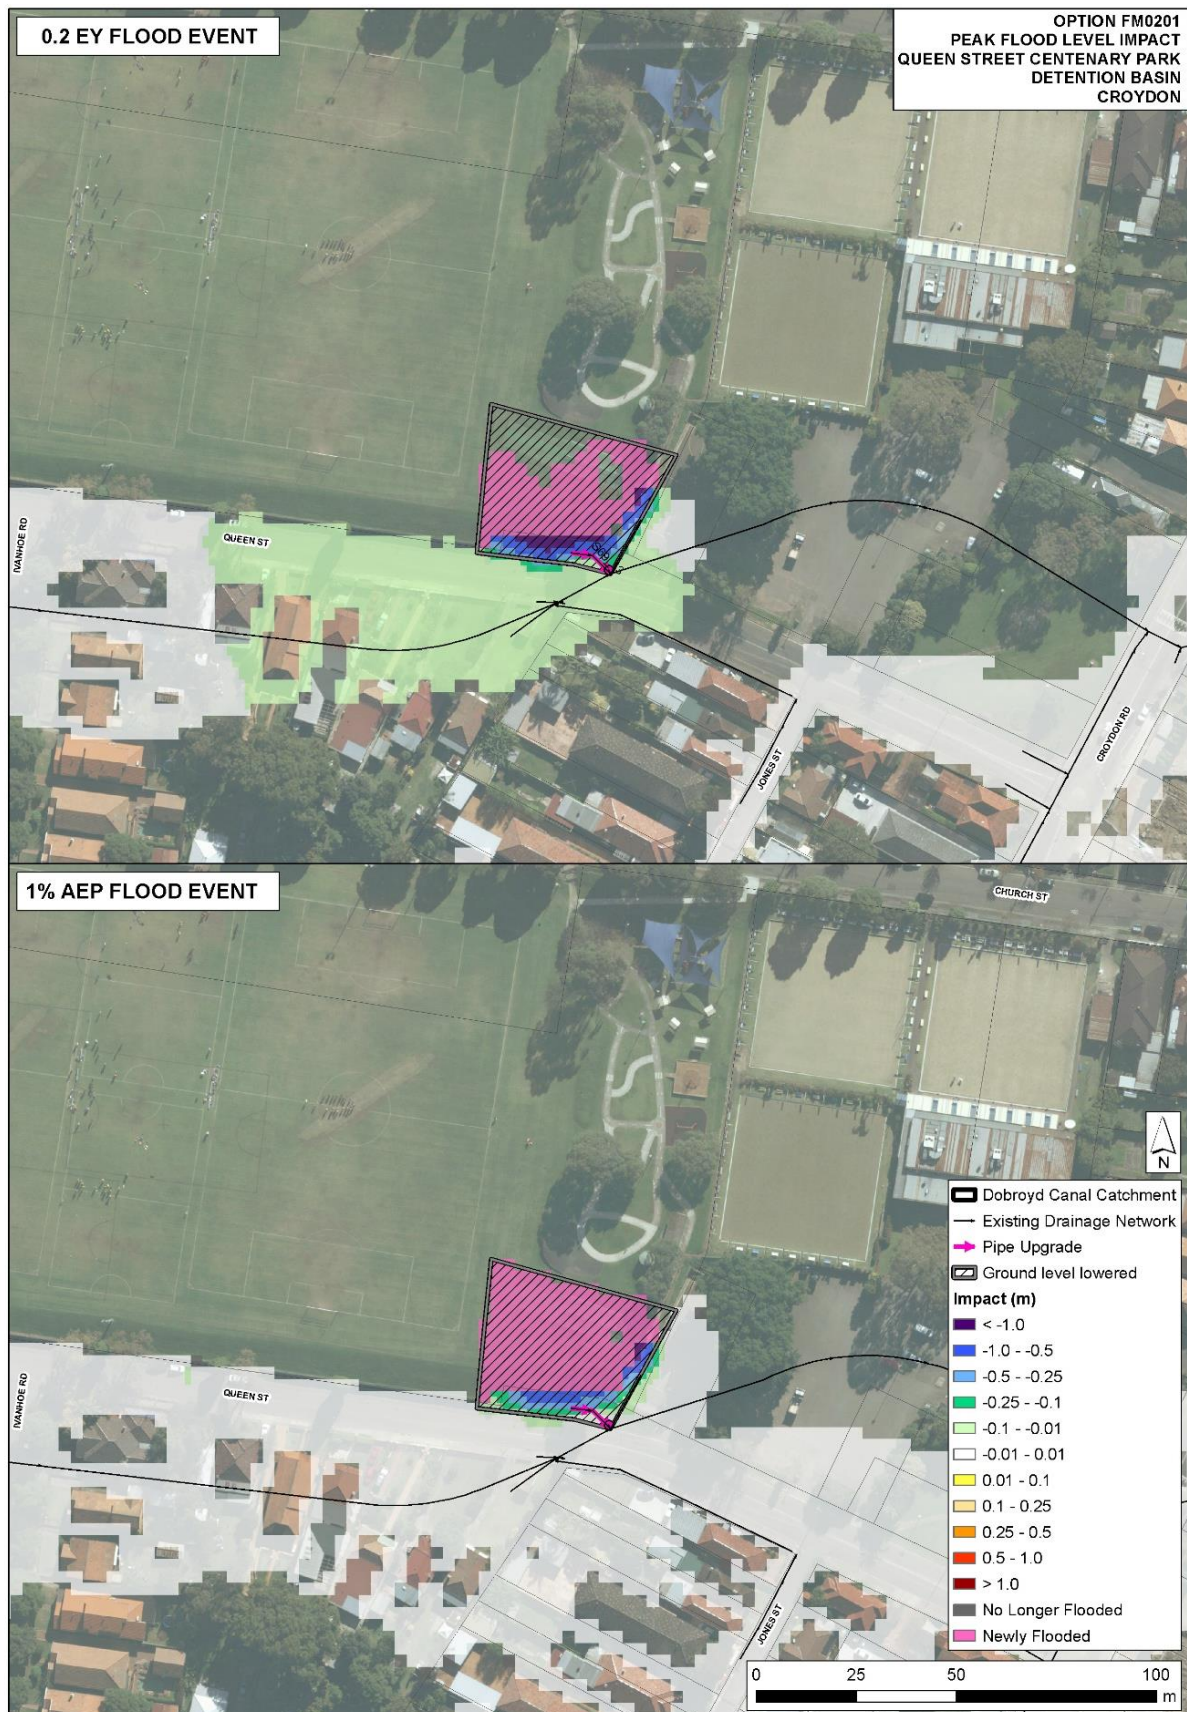 0.2 EY FLOOD EVENT
OPTION FM0201
PEAK FLOOD LEVEL IMPACT
QUEEN STREET CENTENARY PARK
DETENTION BASIN
CROYDON
IVANHOE RD
QUEEN ST
JONES ST
CROYDON RD
1% AEP FLOOD EVENT
CHURCH ST
IVANHOE RD
QUEEN ST
JONES ST
N
Dobroyd Canal Catchment
Existing Drainage Network
Pipe Upgrade
Ground level lowered
Impact (m)
< -1.0
-1.0 - -0.5
-0.5 - -0.25
-0.25 - -0.1
-0.1 - -0.01
-0.01 - 0.01
0.01 - 0.1
0.1 - 0.25
0.25 - 0.5
0.5 - 1.0
> 1.0
No Longer Flooded
Newly Flooded
0 25 50 100
m